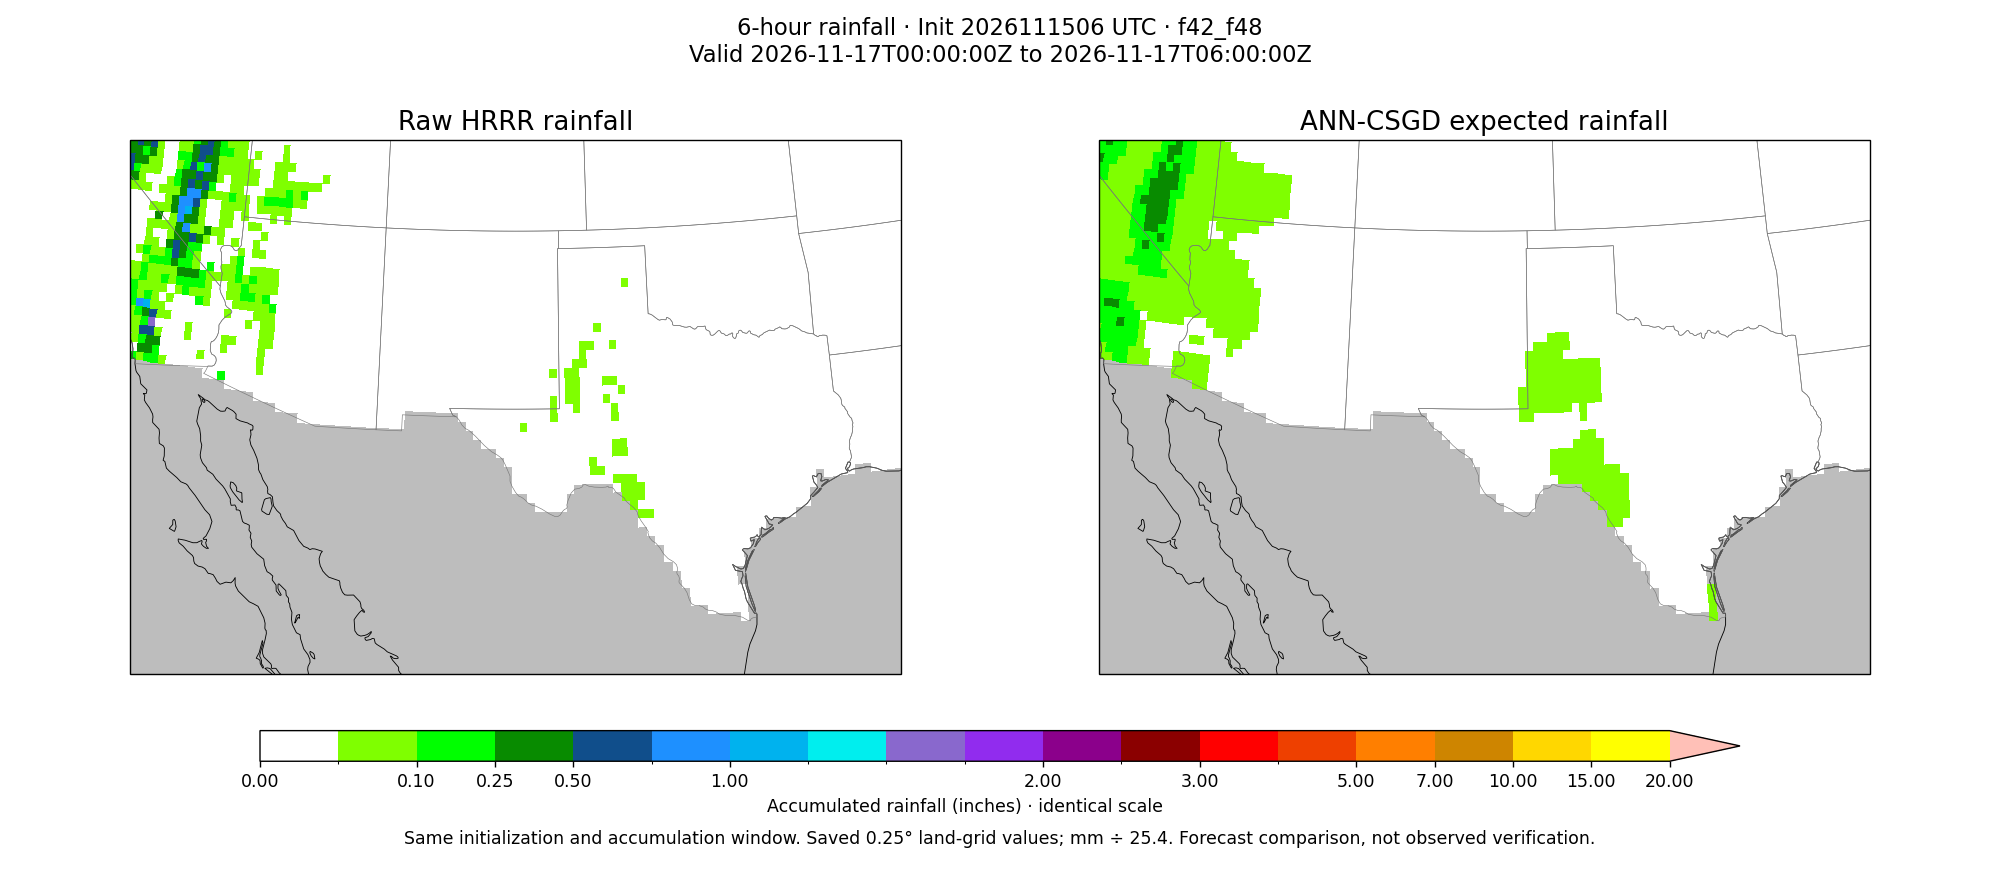 6-hour rainfall · Init 2026111506 UTC · f42_f48
Valid 2026-11-17T00:00:00Z to 2026-11-17T06:00:00Z
Raw HRRR rainfall
ANN-CSGD expected rainfall
0.00 0.10 0.25 0.50 1.00 2.00 3.00 5.00 7.00 10.00 15.00 20.00
Accumulated rainfall (inches) · identical scale
Same initialization and accumulation window. Saved 0.25° land-grid values; mm ÷ 25.4. Forecast comparison, not observed verification.